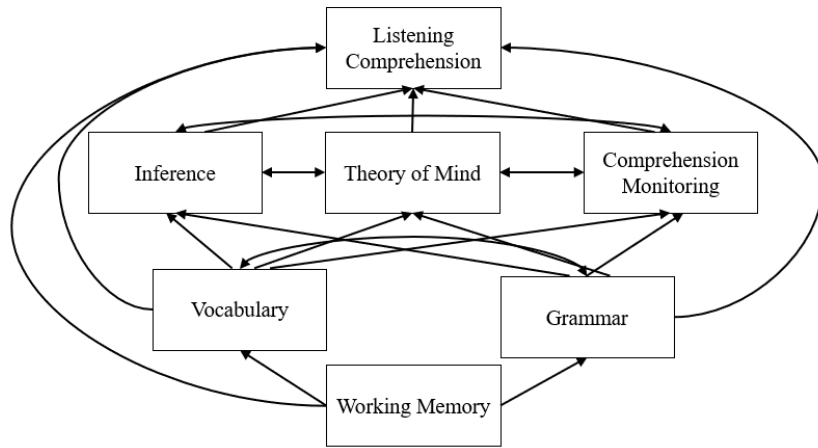 Listening
Comprehension
Inference
Theory of Mind
Comprehension
Monitoring
Vocabulary
Grammar
Working Memory